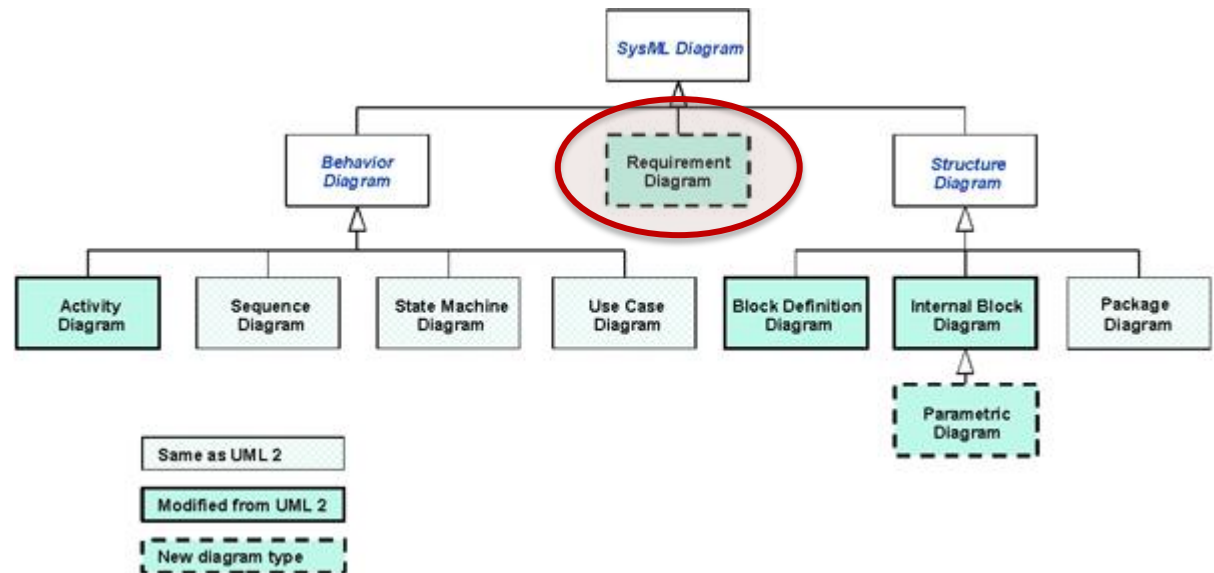 SysML Diagram
Behavior
Diagram
Requirement
Diagram
Structure
Diagram
Activity
Diagram
Sequence
Diagram
State Machine
Diagram
Use Case
Diagram
Block Definition
Diagram
Internal Block
Diagram
Package
Diagram
Parametric
Diagram
Same as UML 2
Modified from UML 2
New diagram type